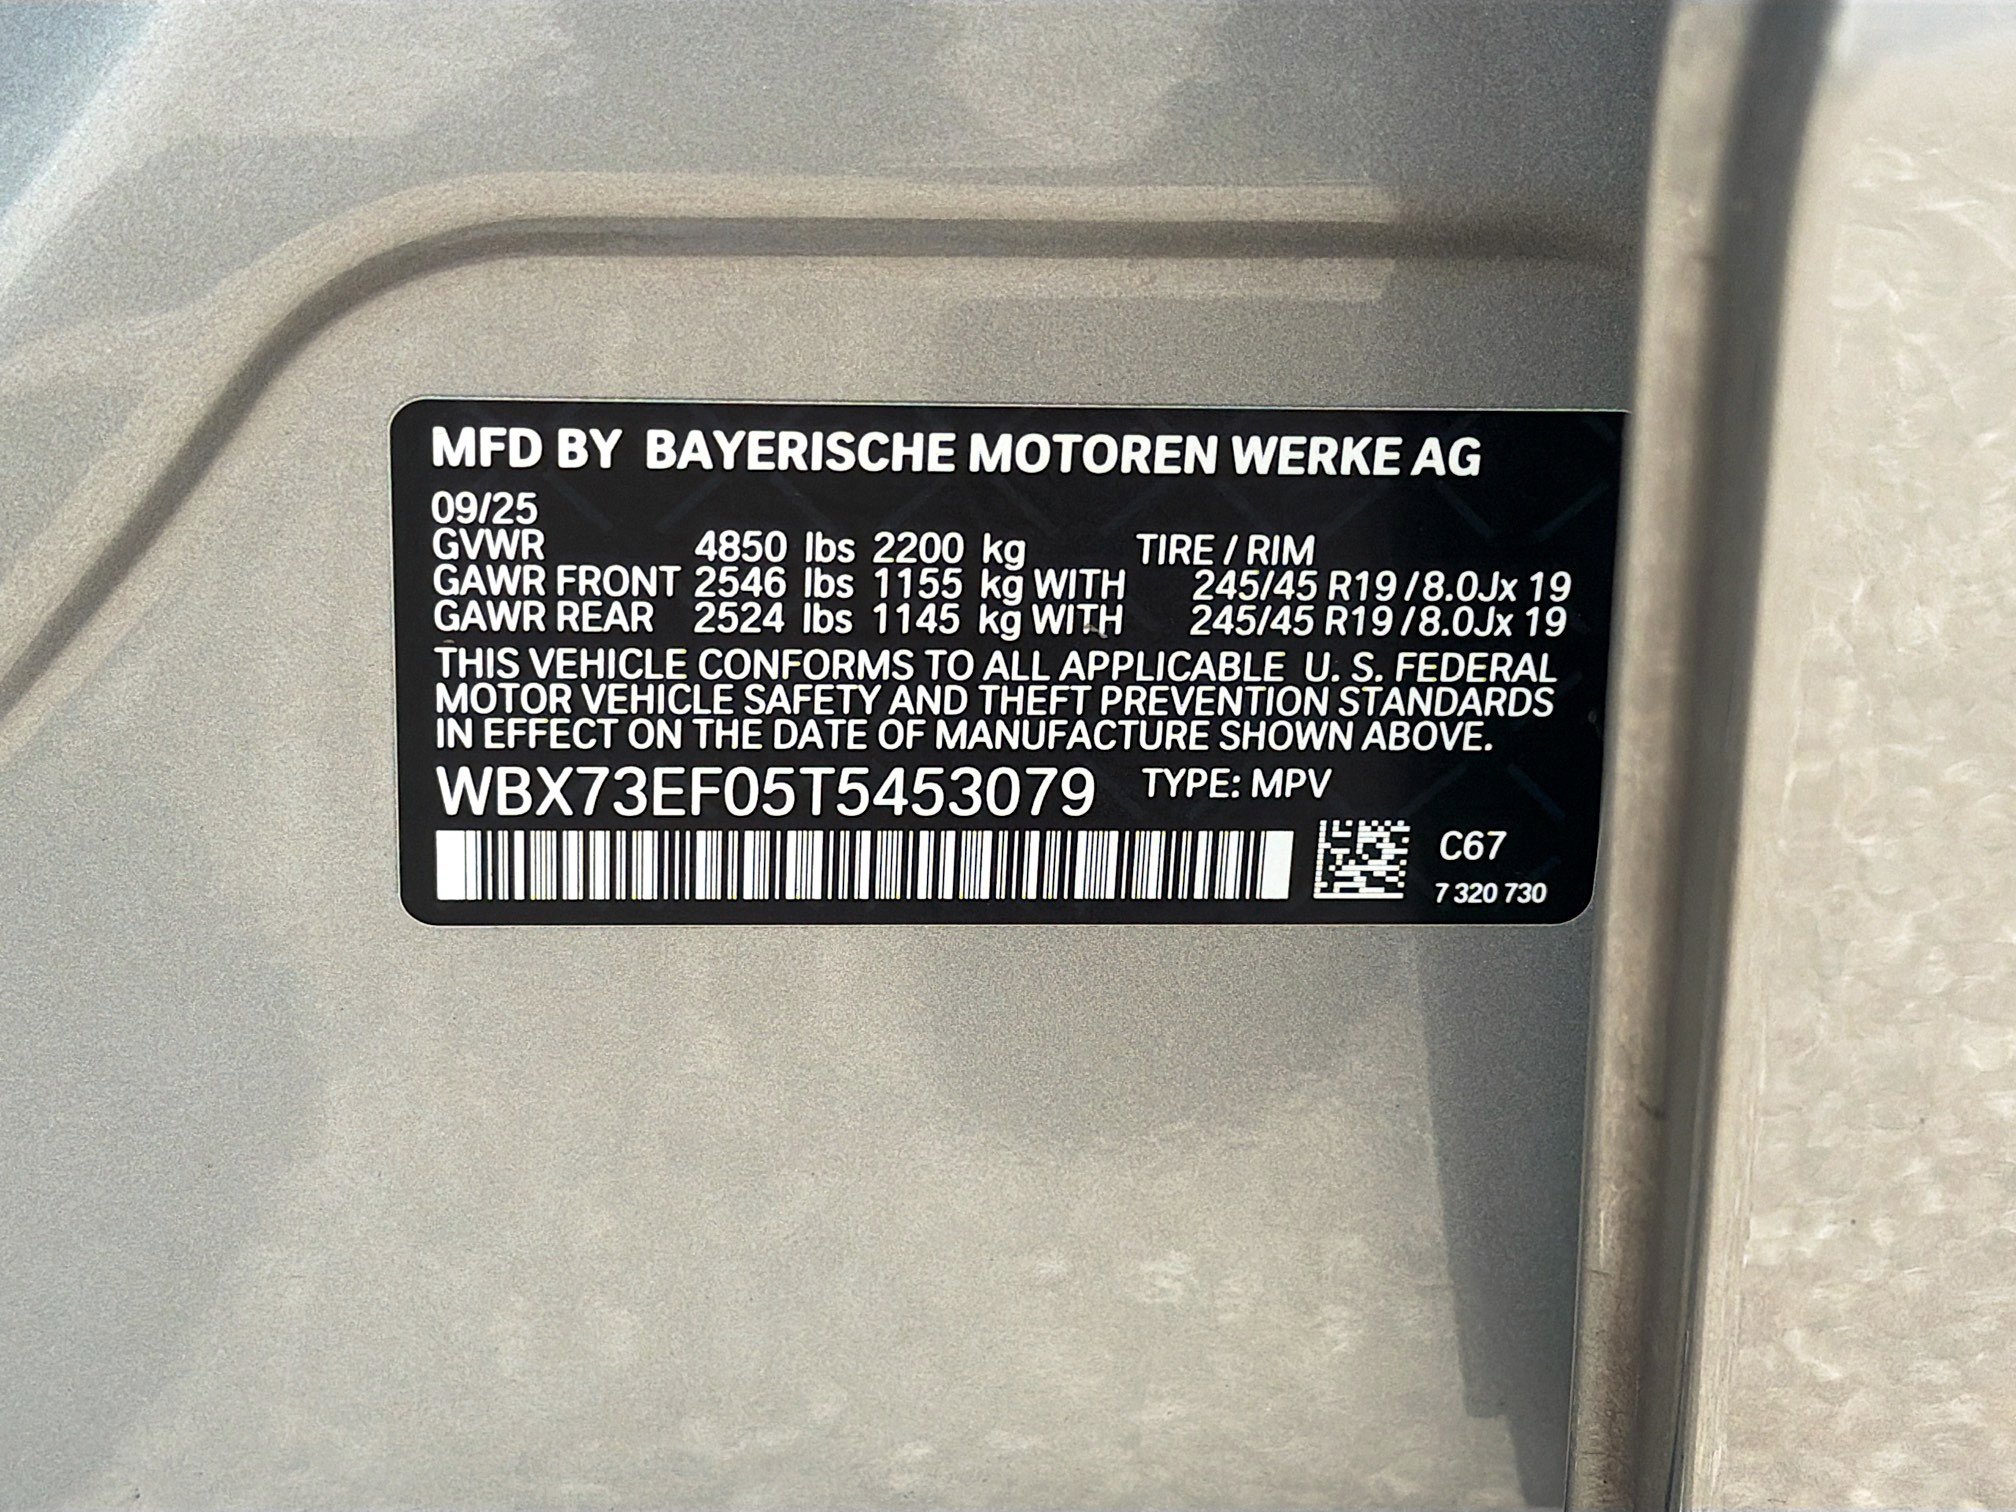 MFD BY BAYERISCHE MOTOREN WERKE AG
09/25
GVWR 4850 lbs 2200 kg TIRE / RIM
GAWR FRONT 2546 lbs 1155 kg WITH 245/45 R19 / 8.0Jx 19
GAWR REAR 2524 lbs 1145 kg WITH 245/45 R19 / 8.0Jx 19
THIS VEHICLE CONFORMS TO ALL APPLICABLE U. S. FEDERAL
MOTOR VEHICLE SAFETY AND THEFT PREVENTION STANDARDS
IN EFFECT ON THE DATE OF MANUFACTURE SHOWN ABOVE.
WBX73EF05T5453079 TYPE: MPV
C67
7 320 730